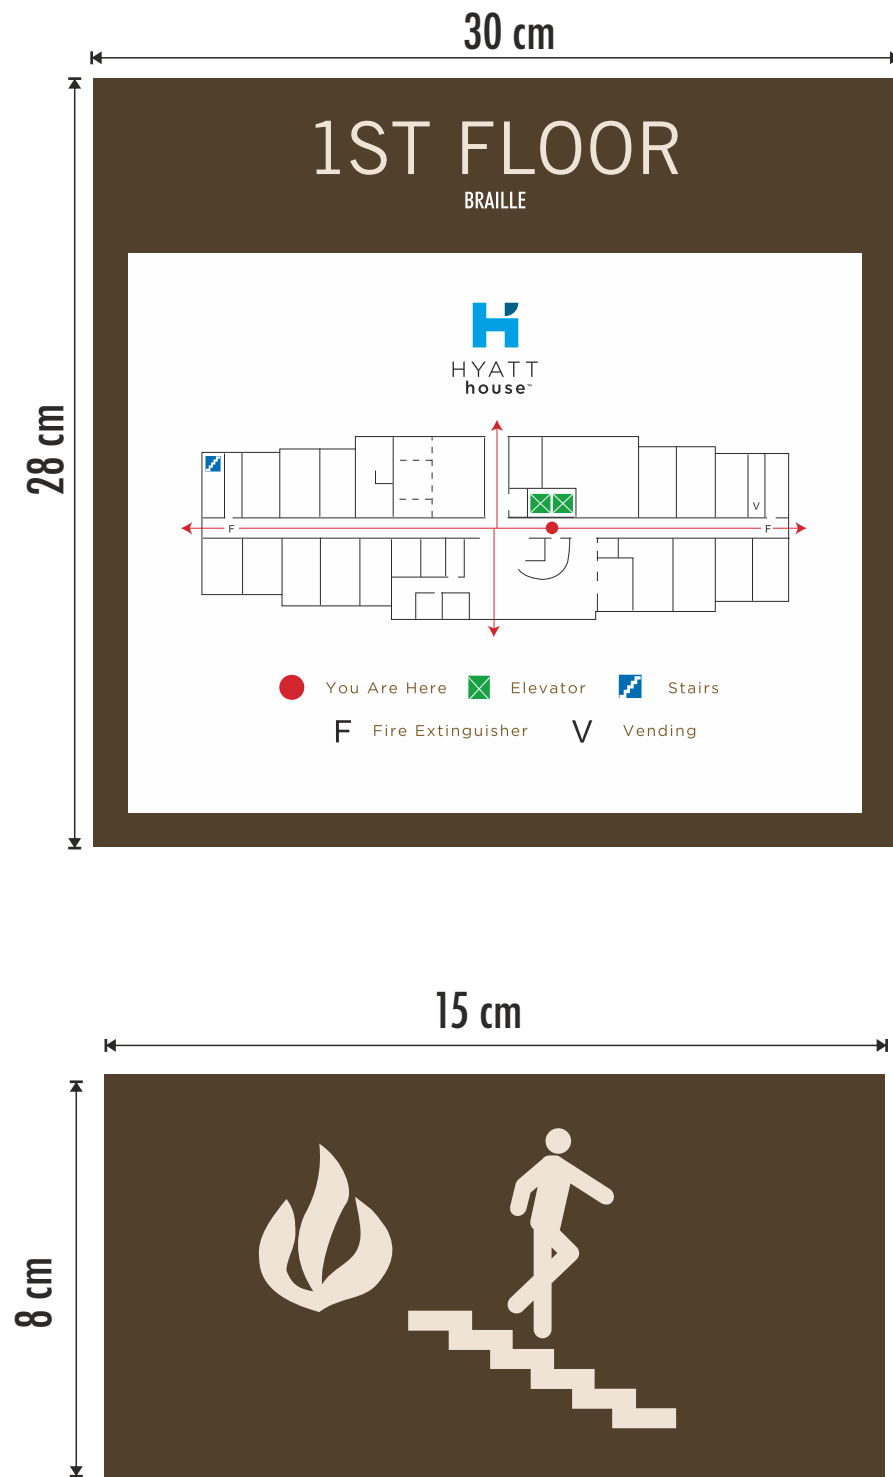 30 cm
28 cm
1ST FLOOR
BRAILLE
HYATT
house™
V
F
F
You Are Here
Elevator
Stairs
F
Fire Extinguisher
V
Vending
15 cm
8 cm